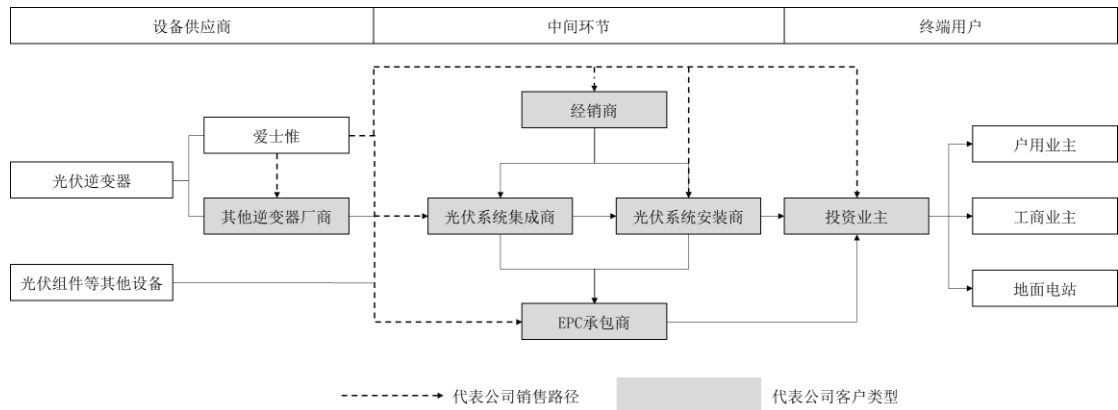 设备供应商 中间环节 终端用户
经销商
爱士惟
户用业主
光伏逆变器
其他逆变器厂商 光伏系统集成商 光伏系统安装商 投资业主 工商业主
光伏组件等其他设备
地面电站
EPC承包商
代表公司销售路径 代表公司客户类型